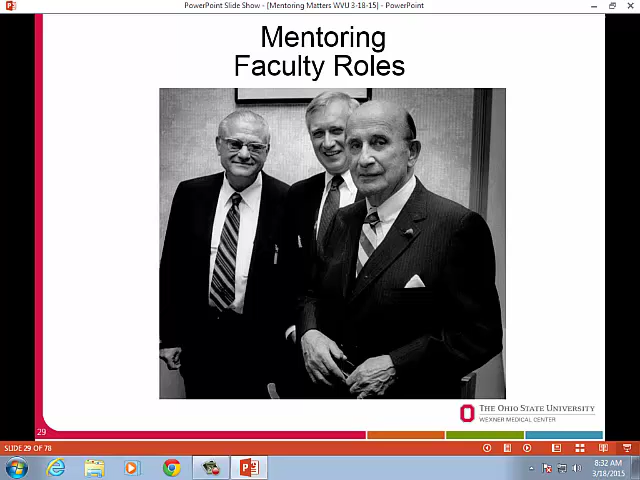 PowerPoint Slide Show - [Mentoring Matters WVU 3-18-15] - PowerPoint
Mentoring
Faculty Roles
THE OHIO STATE UNIVERSITY
WEXNER MEDICAL CENTER
29
SLIDE 29 OF 78
8:32 AM
3/18/2015